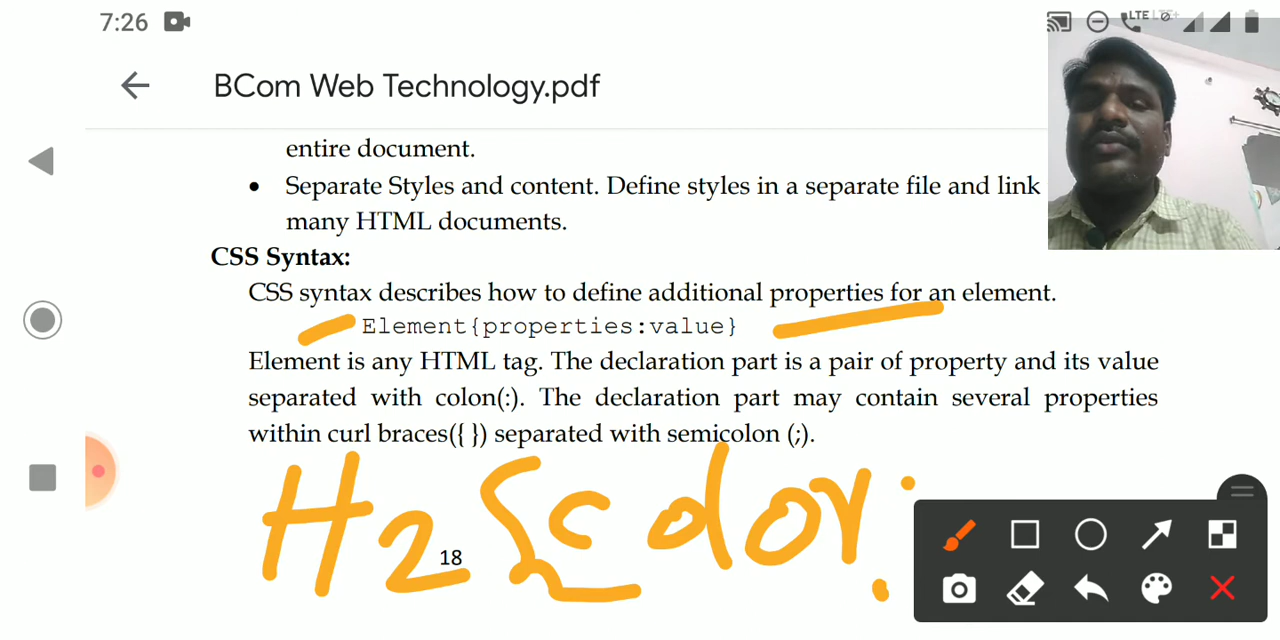 7:26
LTE LTE+
BCom Web Technology.pdf
entire document.
• Separate Styles and content. Define styles in a separate file and link
many HTML documents.
CSS Syntax:
CSS syntax describes how to define additional properties for an element.
Element{properties:value}
Element is any HTML tag. The declaration part is a pair of property and its value
separated with colon(:). The declaration part may contain several properties
within curl braces({ }) separated with semicolon (;).
H2 { color:
18